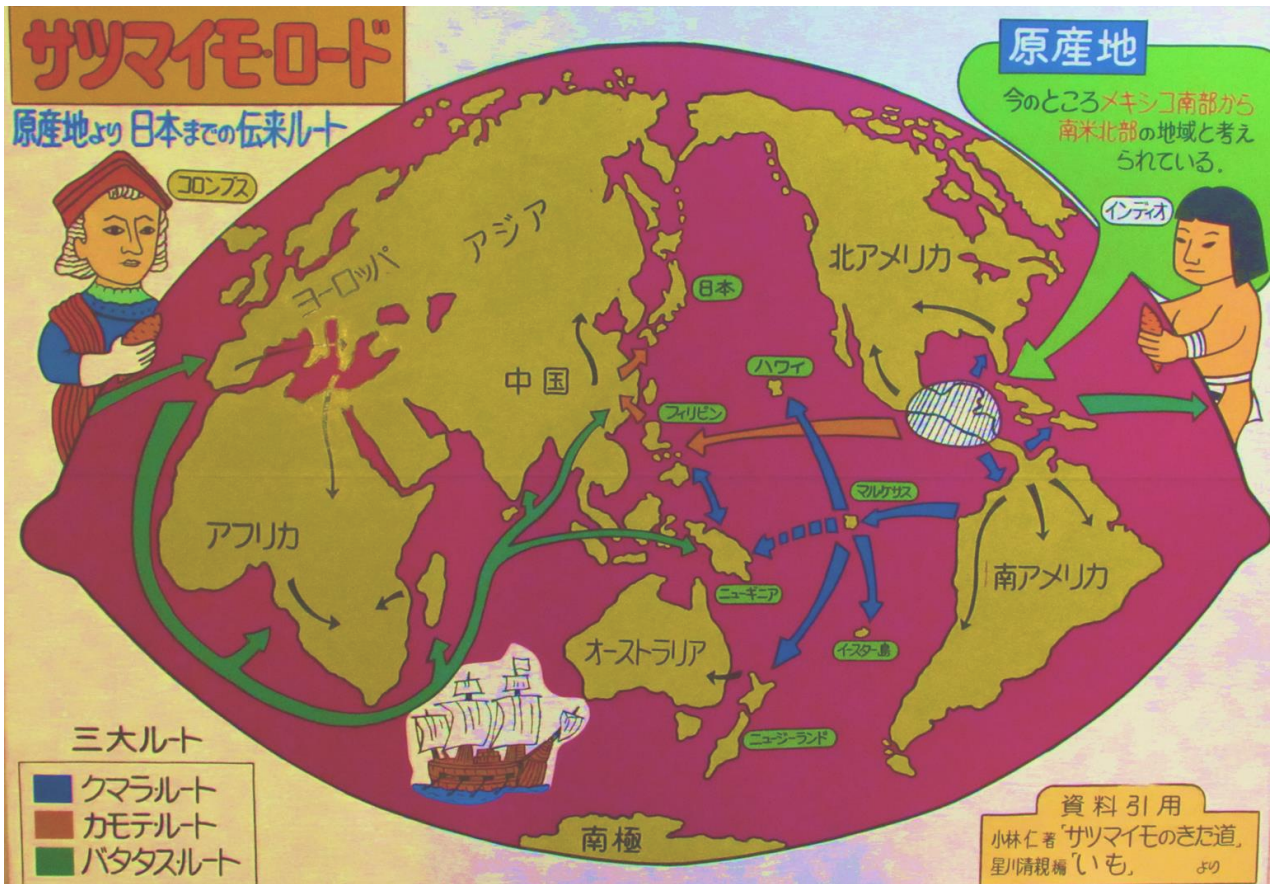 サツマイモ・ロード
原産地より日本までの伝来ルート
コロンブス
原産地
今のところメキシコ南部から
南米北部の地域と考え
られている.
インディオ
ヨーロッパ
アジア
北アメリカ
日本
中国
ハワイ
フィリピン
マルケサス
アフリカ
南アメリカ
ニューギニア
オーストラリア
イースター島
ニュージーランド
南極
三大ルート
クマラ・ルート
カモテ・ルート
バタタス・ルート
資料引用
小林仁著「サツマイモのきた道」
星川清親編「いも」 より